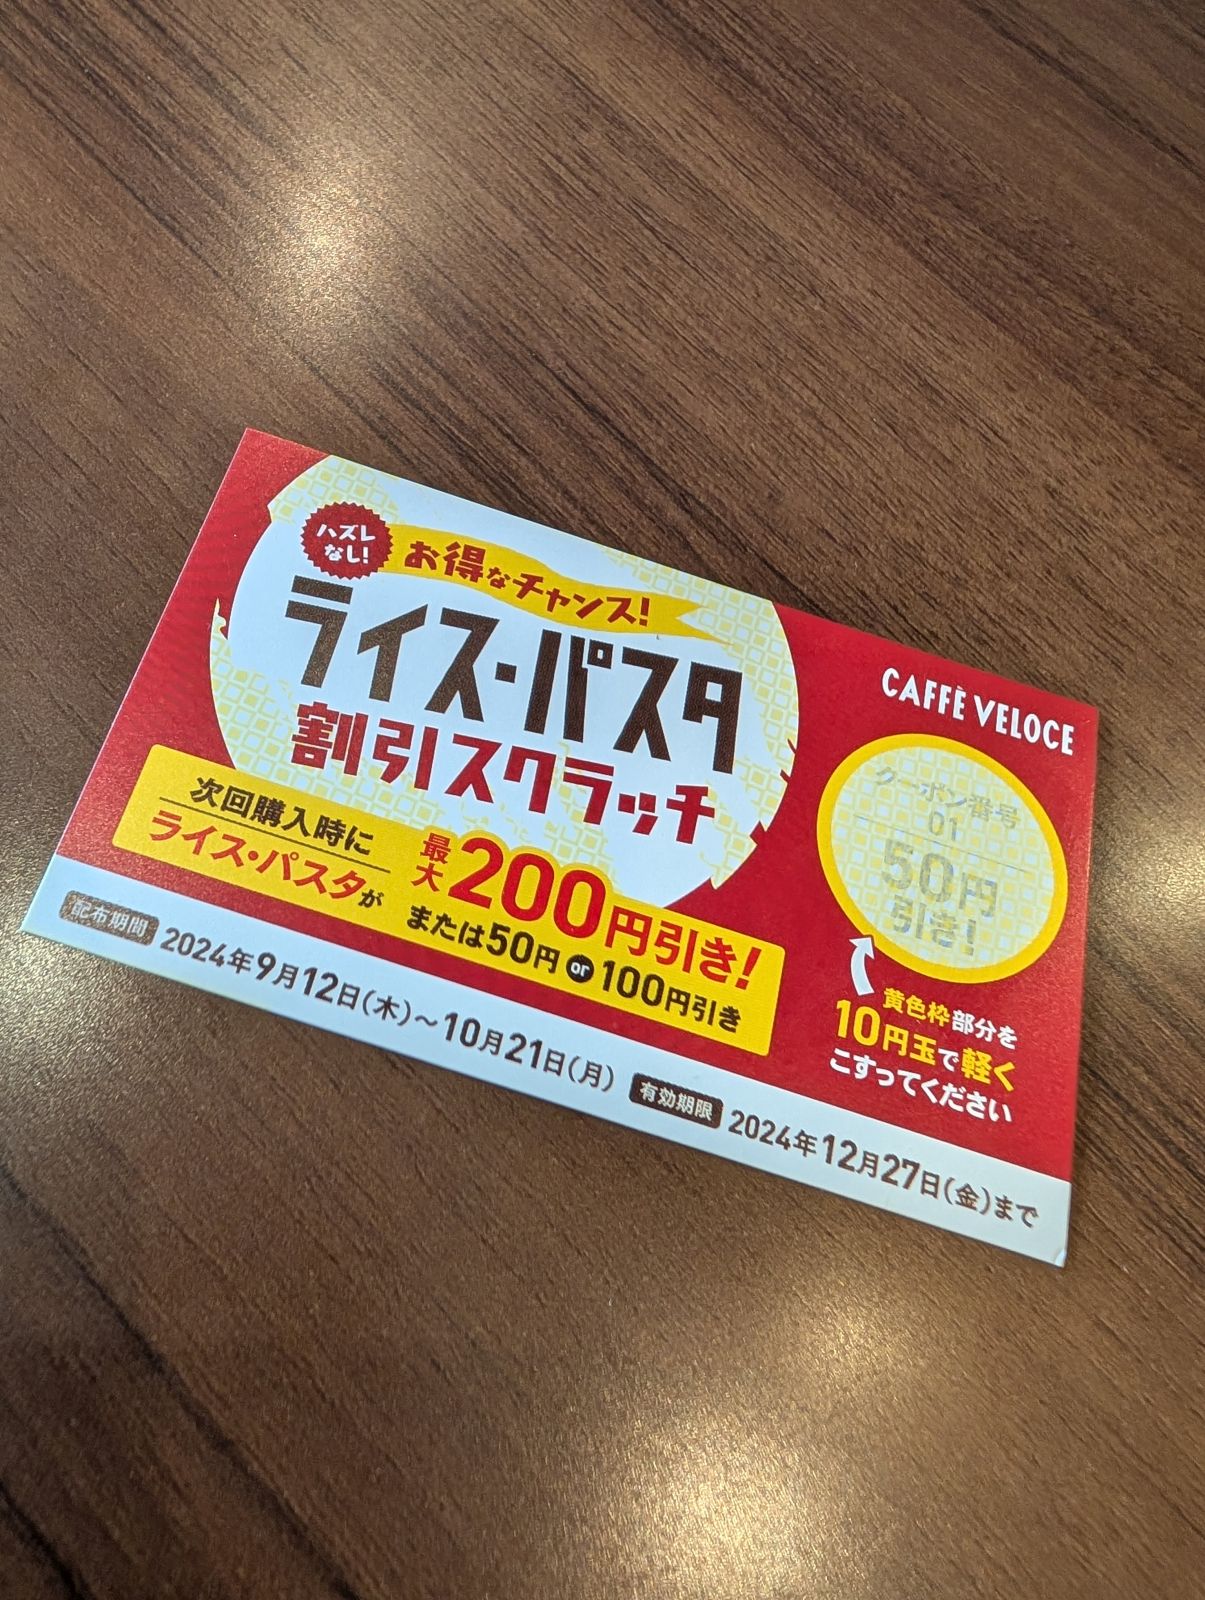 ハズレ
なし!
お得なチャンス!
ライス・パスタ
割引スクラッチ
次回購入時に
ライス・パスタが
最大200円引き!
または50円or100円引き
CAFFÈ VELOCE
クーポン番号
01
50円
引き!
黄色枠部分を
10円玉で軽く
こすってください
配布期間 2024年9月12日(木)~10月21日(月) 有効期限 2024年12月27日(金)まで